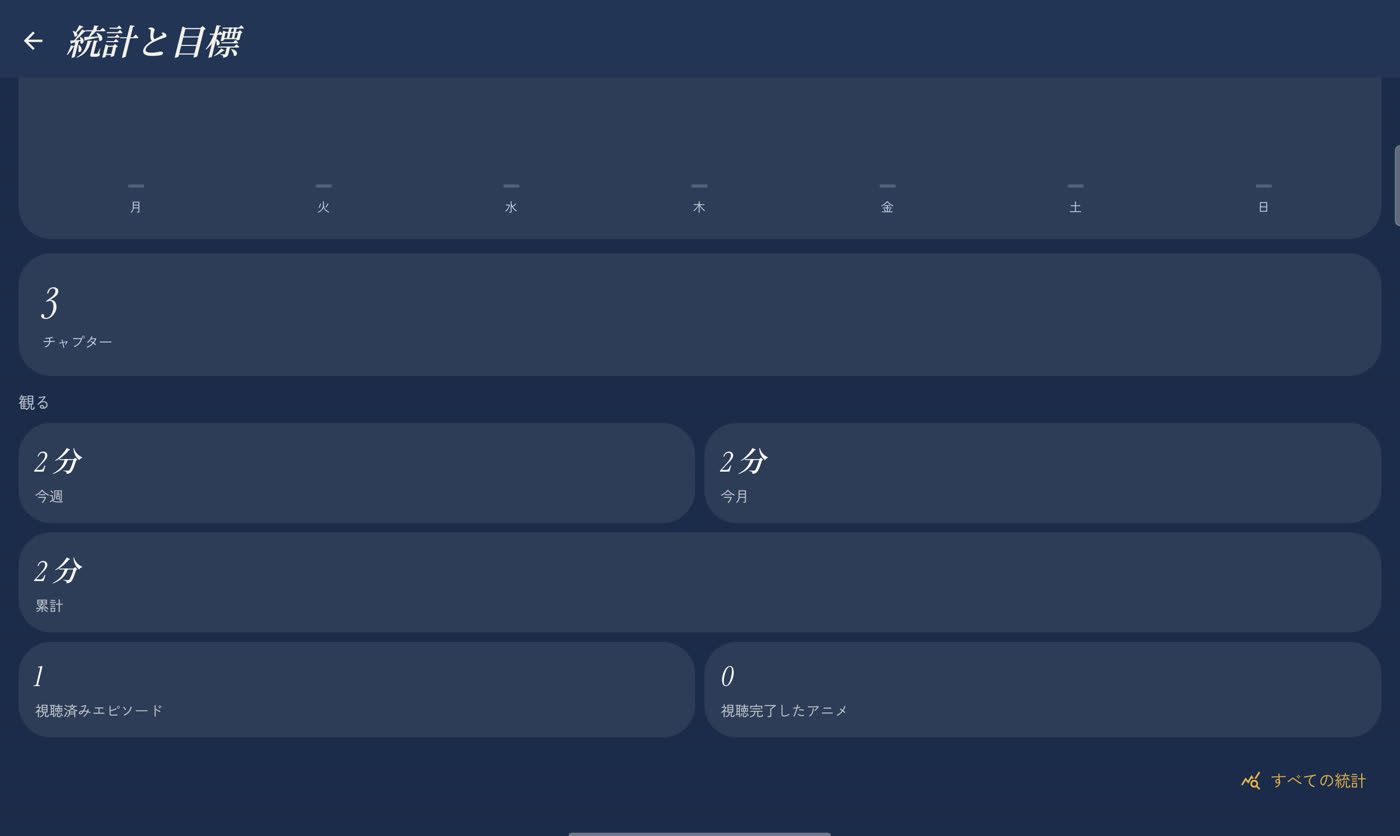 統計と目標
月 火 水 木 金 土 日
3
チャプター
観る
2 分
今週
2 分
今月
2 分
累計
1
視聴済みエピソード
0
視聴完了したアニメ
すべての統計